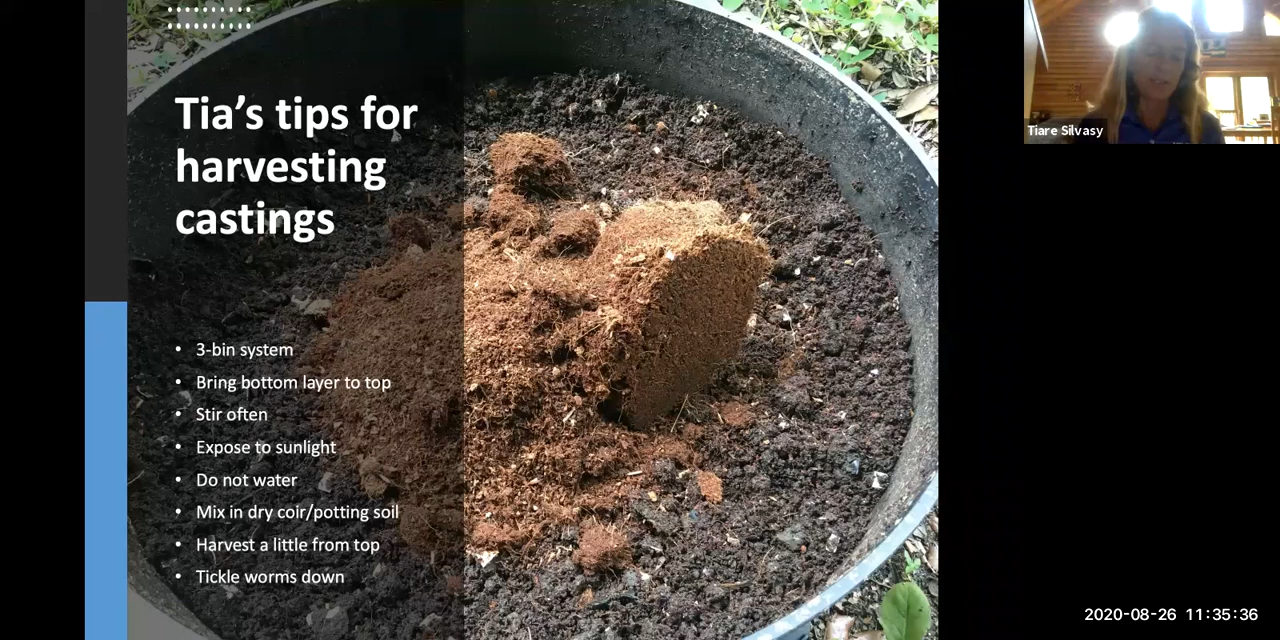 Tia's tips for
harvesting
castings
• 3-bin system
• Bring bottom layer to top
• Stir often
• Expose to sunlight
• Do not water
• Mix in dry coir/potting soil
• Harvest a little from top
• Tickle worms down
Tiare Silvasy
2020-08-26 11:35:36